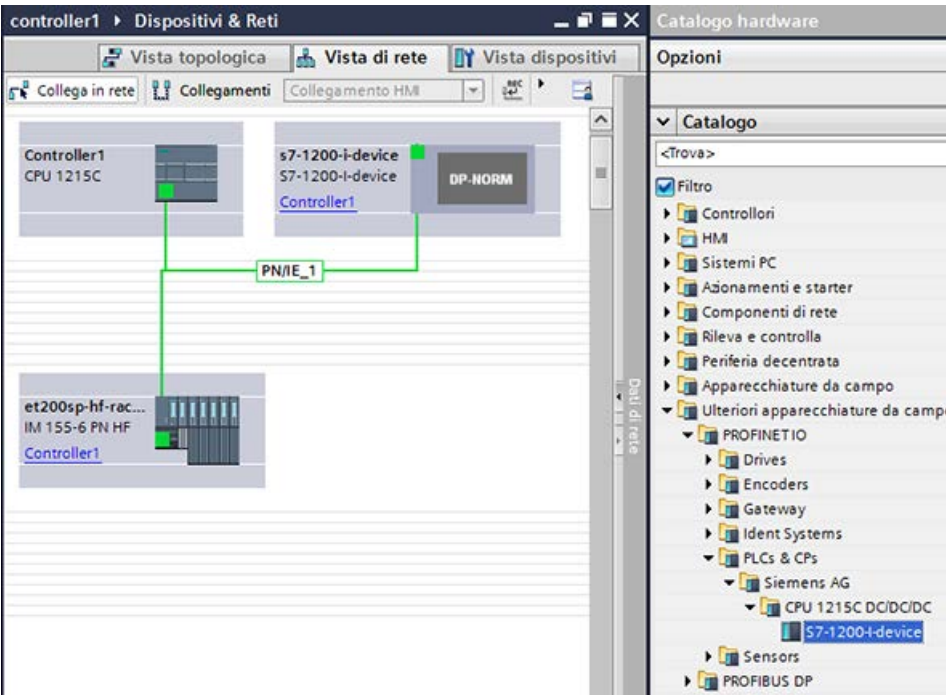 controller1 ▸ Dispositivi & Reti
Vista topologica
Vista di rete
Vista dispositivi
Collega in rete
Collegamenti
Collegamento HMI
Controller1
CPU 1215C
s7-1200-i-device
S7-1200-I-device
Controller1
DP-NORM
PN/IE_1
et200sp-hf-rac...
IM 155-6 PN HF
Controller1
Dati di rete
Catalogo hardware
Opzioni
Catalogo
<Trova>
Filtro
Controllori
HMI
Sistemi PC
Azionamenti e starter
Componenti di rete
Rileva e controlla
Periferia decentrata
Apparecchiature da campo
Ulteriori apparecchiature da campo
PROFINET IO
Drives
Encoders
Gateway
Ident Systems
PLCs & CPs
Siemens AG
CPU 1215C DC/DC/DC
S7-1200-I-device
Sensors
PROFIBUS DP